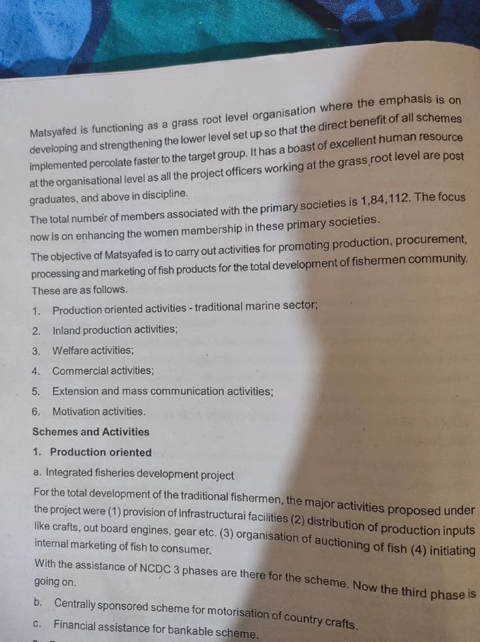 Matsyafed is functioning as a grass root level organisation where the emphasis is on
developing and strengthening the lower level set up so that the direct benefit of all schemes
implemented percolate faster to the target group. It has a boast of excellent human resource
at the organisational level as all the project officers working at the grass root level are post
graduates, and above in discipline.
The total number of members associated with the primary societies is 1,84,112. The focus
now is on enhancing the women membership in these primary societies.
The objective of Matsyafed is to carry out activities for promoting production, procurement,
processing and marketing of fish products for the total development of fishermen community.
These are as follows.
1. Production oriented activities - traditional marine sector;
2. Inland production activities;
3. Welfare activities;
4. Commercial activities;
5. Extension and mass communication activities;
6. Motivation activities.
Schemes and Activities
1. Production oriented
a. Integrated fisheries development project
For the total development of the traditional fishermen, the major activities proposed under
the project were (1) provision of infrastructural facilities (2) distribution of production inputs
like crafts, out board engines, gear etc. (3) organisation of auctioning of fish (4) initiating
internal marketing of fish to consumer.
With the assistance of NCDC 3 phases are there for the scheme. Now the third phase is
going on.
b. Centrally sponsored scheme for motorisation of country crafts.
c. Financial assistance for bankable scheme.